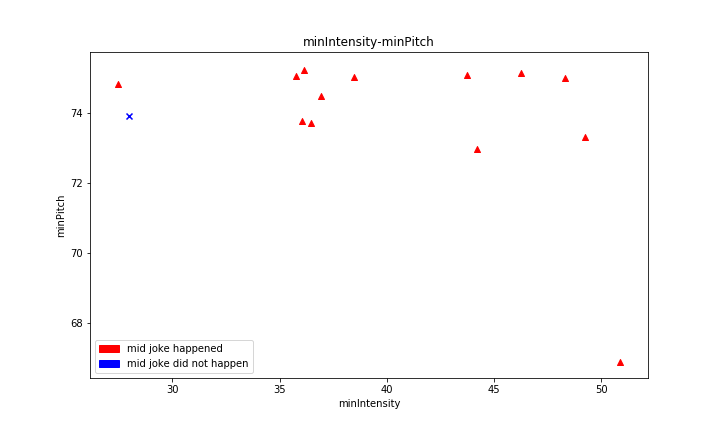 minIntensity-minPitch
minPitch
74
72
70
68
mid joke happened
mid joke did not happen
30 35 40 45 50
minIntensity